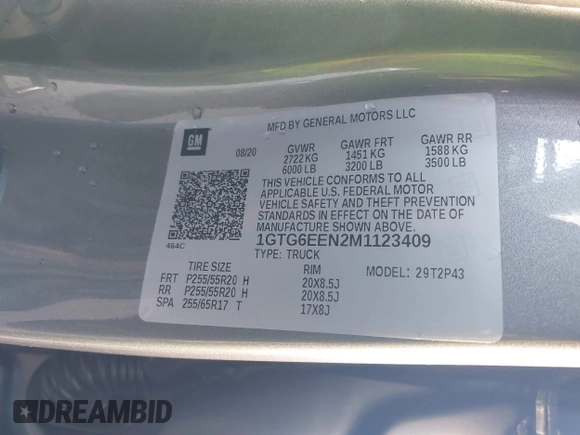 MFD BY GENERAL MOTORS LLC
GM
08/20
GVWR GAWR FRT GAWR RR
2722 KG 1451 KG 1588 KG
6000 LB 3200 LB 3500 LB
THIS VEHICLE CONFORMS TO ALL
APPLICABLE U.S. FEDERAL MOTOR
VEHICLE SAFETY AND THEFT PREVENTION
STANDARDS IN EFFECT ON THE DATE OF
MANUFACTURE SHOWN ABOVE.
464C
1GTG6EEN2M1123409
TYPE: TRUCK
TIRE SIZE RIM MODEL: 29T2P43
FRT P255/55R20 H 20X8.5J
RR P255/55R20 H 20X8.5J
SPA 255/65R17 T 17X8J
DREAMBID